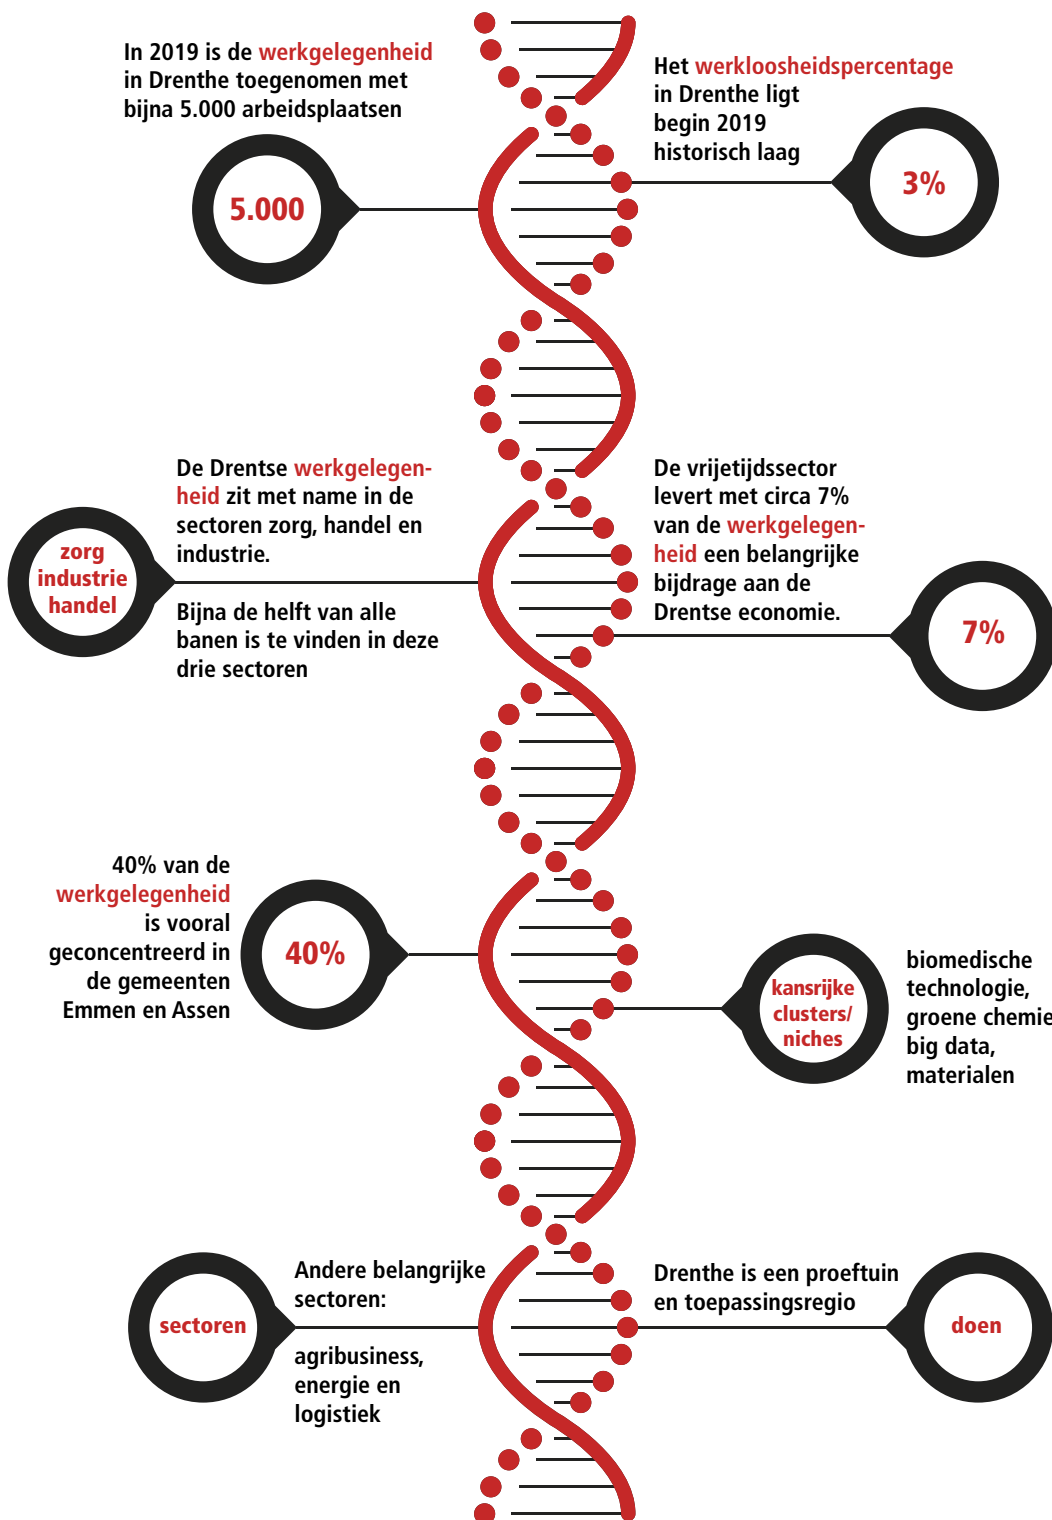 In 2019 is de werkgelegenheid
in Drenthe toegenomen met
bijna 5.000 arbeidsplaatsen
5.000
Het werkloosheidspercentage
in Drenthe ligt
begin 2019
historisch laag
3%
De Drentse werkgelegen-
heid zit met name in de
sectoren zorg, handel en
industrie.
Bijna de helft van alle
banen is te vinden in deze
drie sectoren
zorg
industrie
handel
De vrijetijdssector
levert met circa 7%
van de werkgelegen-
heid een belangrijke
bijdrage aan de
Drentse economie.
7%
40% van de
werkgelegenheid
is vooral
geconcentreerd in
de gemeenten
Emmen en Assen
40%
kansrijke
clusters/
niches
biomedische
technologie,
groene chemie
big data,
materialen
sectoren
Andere belangrijke
sectoren:
agribusiness,
energie en
logistiek
Drenthe is een proeftuin
en toepassingsregio
doen